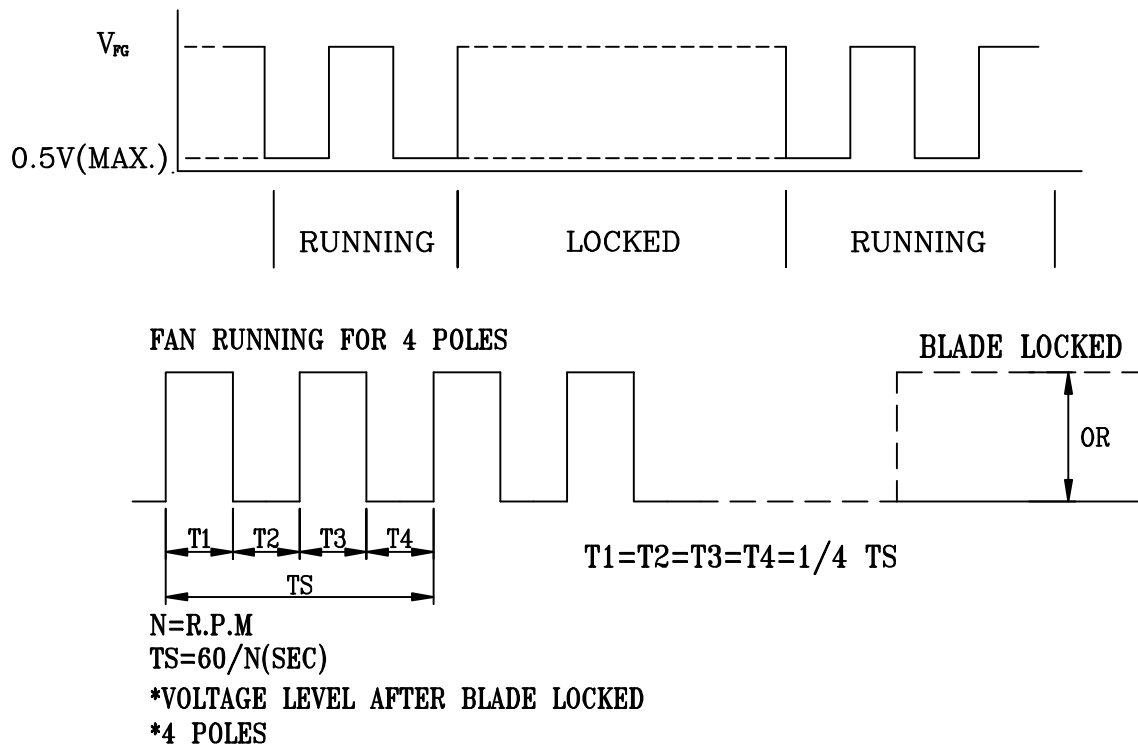 V_FG
0.5V(MAX.)
RUNNING LOCKED RUNNING
FAN RUNNING FOR 4 POLES
BLADE LOCKED
OR
T1 T2 T3 T4
T1=T2=T3=T4=1/4 TS
TS
N=R.P.M
TS=60/N(SEC)
*VOLTAGE LEVEL AFTER BLADE LOCKED
*4 POLES